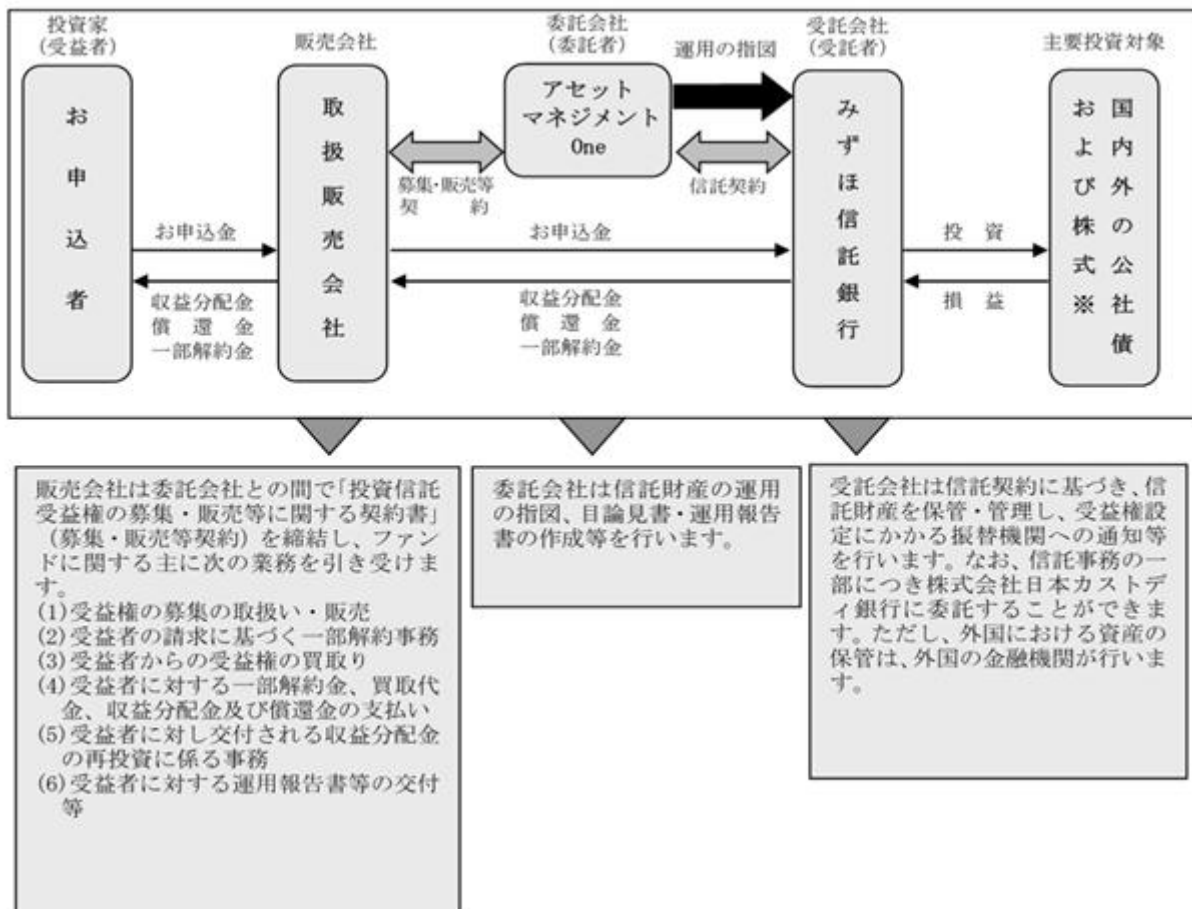 投資家
(受益者)
販売会社
委託会社
(委託者)
運用の指図
受託会社
(受託者)
主要投資対象
お申込者
取扱販売会社
アセット
マネジメント
One
みずほ信託銀行
国内外の公社債
および株式※
募集・販売等
契約
信託契約
お申込金
収益分配金
償還金
一部解約金
お申込金
収益分配金
償還金
一部解約金
投資
損益
販売会社は委託会社との間で「投資信託
受益権の募集・販売等に関する契約書」
(募集・販売等契約)を締結し、ファン
ドに関する主に次の業務を引き受けま
す。
(1)受益権の募集の取扱い・販売
(2)受益者の請求に基づく一部解約事務
(3)受益者からの受益権の買取り
(4)受益者に対する一部解約金、買取代
金、収益分配金及び償還金の支払い
(5)受益者に対し交付される収益分配金
の再投資に係る事務
(6)受益者に対する運用報告書等の交付
等
委託会社は信託財産の運用
の指図、目論見書・運用報告
書の作成等を行います。
受託会社は信託契約に基づき、信
託財産を保管・管理し、受益権設
定にかかる振替機関への通知等
を行います。なお、信託事務の一
部につき株式会社日本カストデ
ィ銀行に委託することができま
す。ただし、外国における資産の
保管は、外国の金融機関が行いま
す。